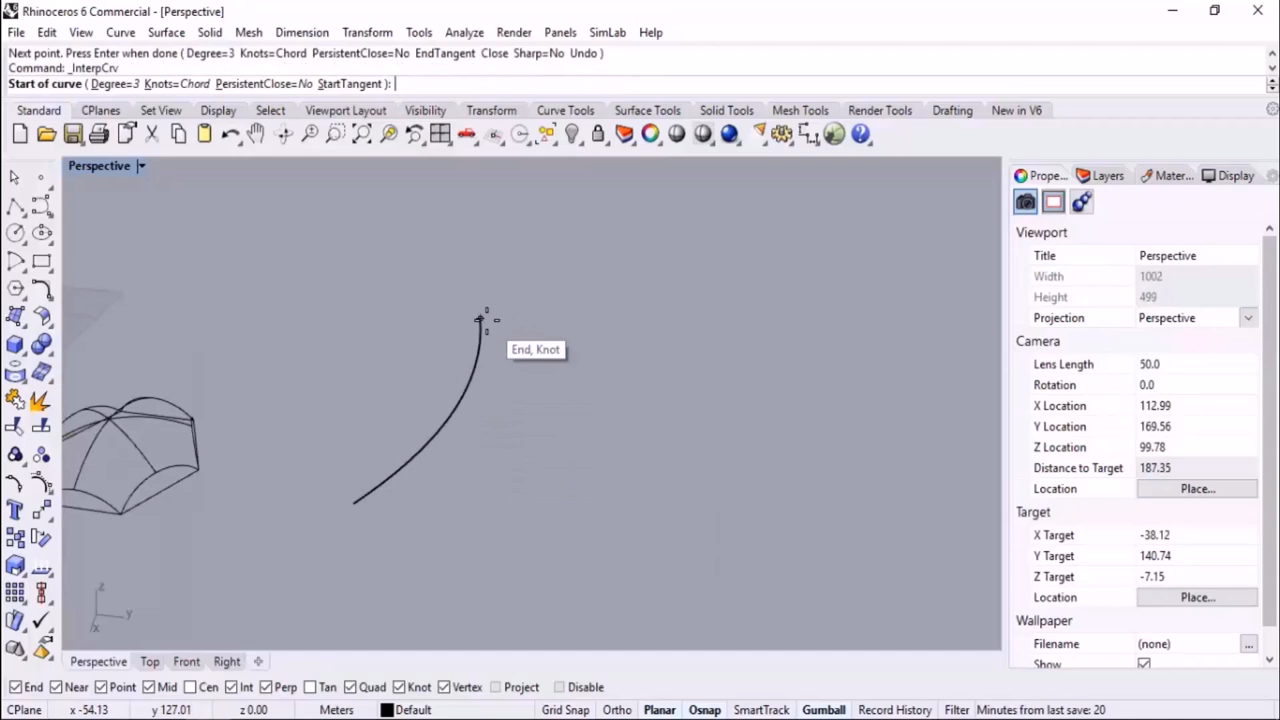 Rhinoceros 6 Commercial - [Perspective]
File Edit View Curve Surface Solid Mesh Dimension Transform Tools Analyze Render Panels SimLab Help
Next point. Press Enter when done ( Degree=3 Knots=Chord PersistentClose=No EndTangent Close Sharp=No Undo )
Command: _InterpCrv
Start of curve ( Degree=3 Knots=Chord PersistentClose=No StartTangent ):
Standard CPlanes Set View Display Select Viewport Layout Visibility Transform Curve Tools Surface Tools Solid Tools Mesh Tools Render Tools Drafting New in V6
Perspective
Prope... Layers Mater... Display
Viewport
Title Perspective
Width 1002
Height 499
Projection Perspective
Camera
Lens Length 50.0
Rotation 0.0
X Location 112.99
Y Location 169.56
Z Location 99.78
Distance to Target 187.35
Location Place...
Target
X Target -38.12
Y Target 140.74
Z Target -7.15
Location Place...
Wallpaper
Filename (none) ...
Show
End, Knot
z
y
x
Perspective Top Front Right
End Near Point Mid Cen Int Perp Tan Quad Knot Vertex Project Disable
CPlane x -54.13 y 127.01 z 0.00 Meters Default Grid Snap Ortho Planar Osnap SmartTrack Gumball Record History Filter Minutes from last save: 20